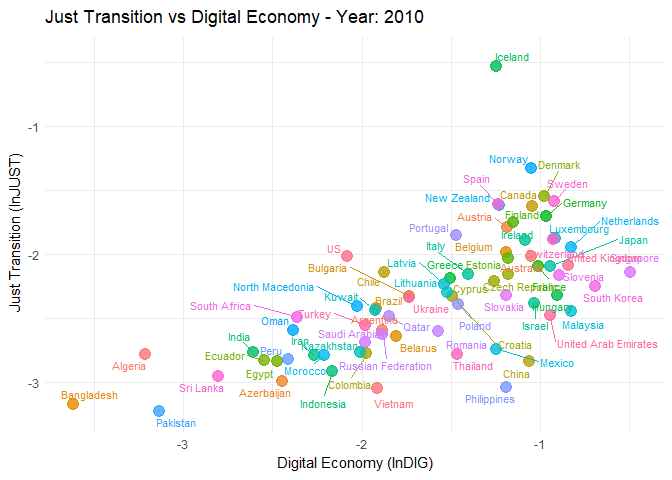 Just Transition vs Digital Economy - Year: 2010
Just Transition (lnJUST)
-1
-2
-3
Iceland
Norway
Denmark
Spain
Sweden
New Zealand
Canada
Germany
Austria
Finland
Netherlands
Portugal
Ireland
Luxembourg
Japan
US
Italy
Belgium
Switzerland
United Kingdom
Singapore
Bulgaria
Latvia
Greece
Estonia
Australia
Chile
Lithuania
Slovenia
North Macedonia
Cyprus
Czech Republic
France
Kuwait
Brazil
South Korea
South Africa
Turkey
Argentina
Ukraine
Slovakia
Hungary
Oman
Saudi Arabia
Qatar
Poland
Israel
Malaysia
India
Iran
Kazakhstan
Belarus
Croatia
United Arab Emirates
Algeria
Ecuador
Peru
Morocco
Russian Federation
Thailand
Mexico
Sri Lanka
Egypt
Colombia
China
Bangladesh
Azerbaijan
Indonesia
Vietnam
Philippines
Pakistan
-3
-2
-1
Digital Economy (lnDIG)